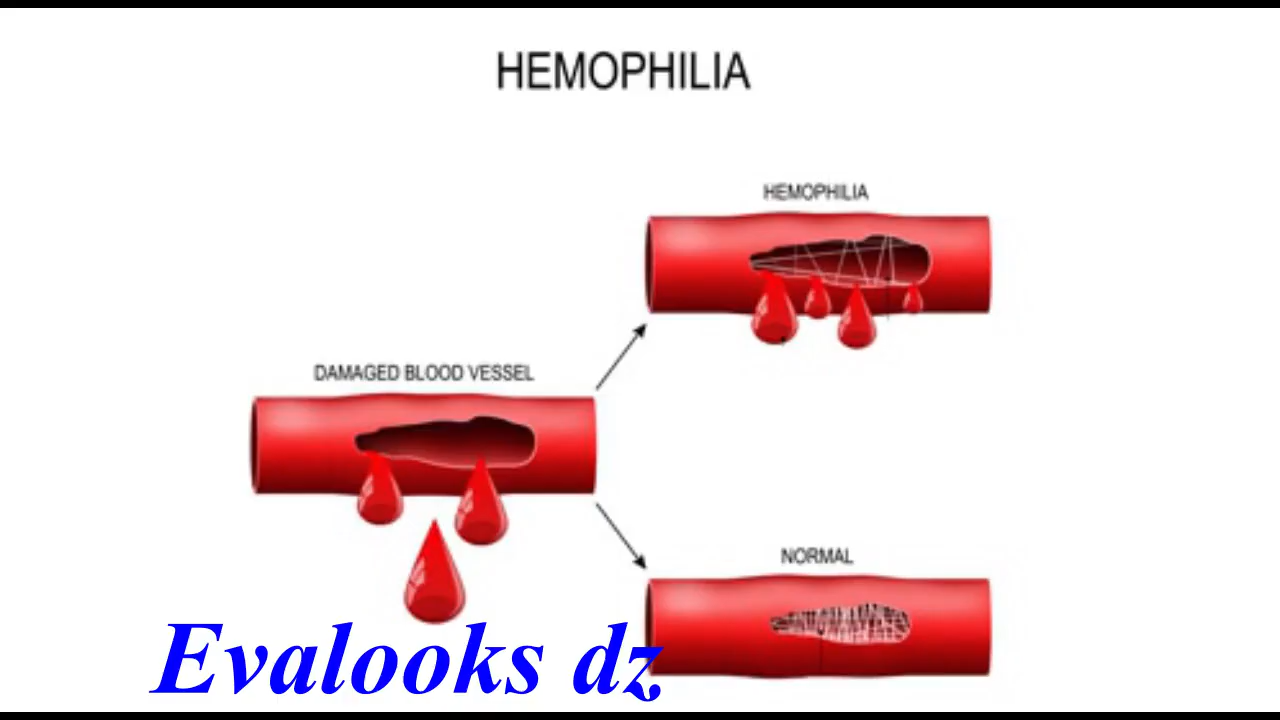 HEMOPHILIA
HEMOPHILIA
DAMAGED BLOOD VESSEL
NORMAL
Evalooks dz